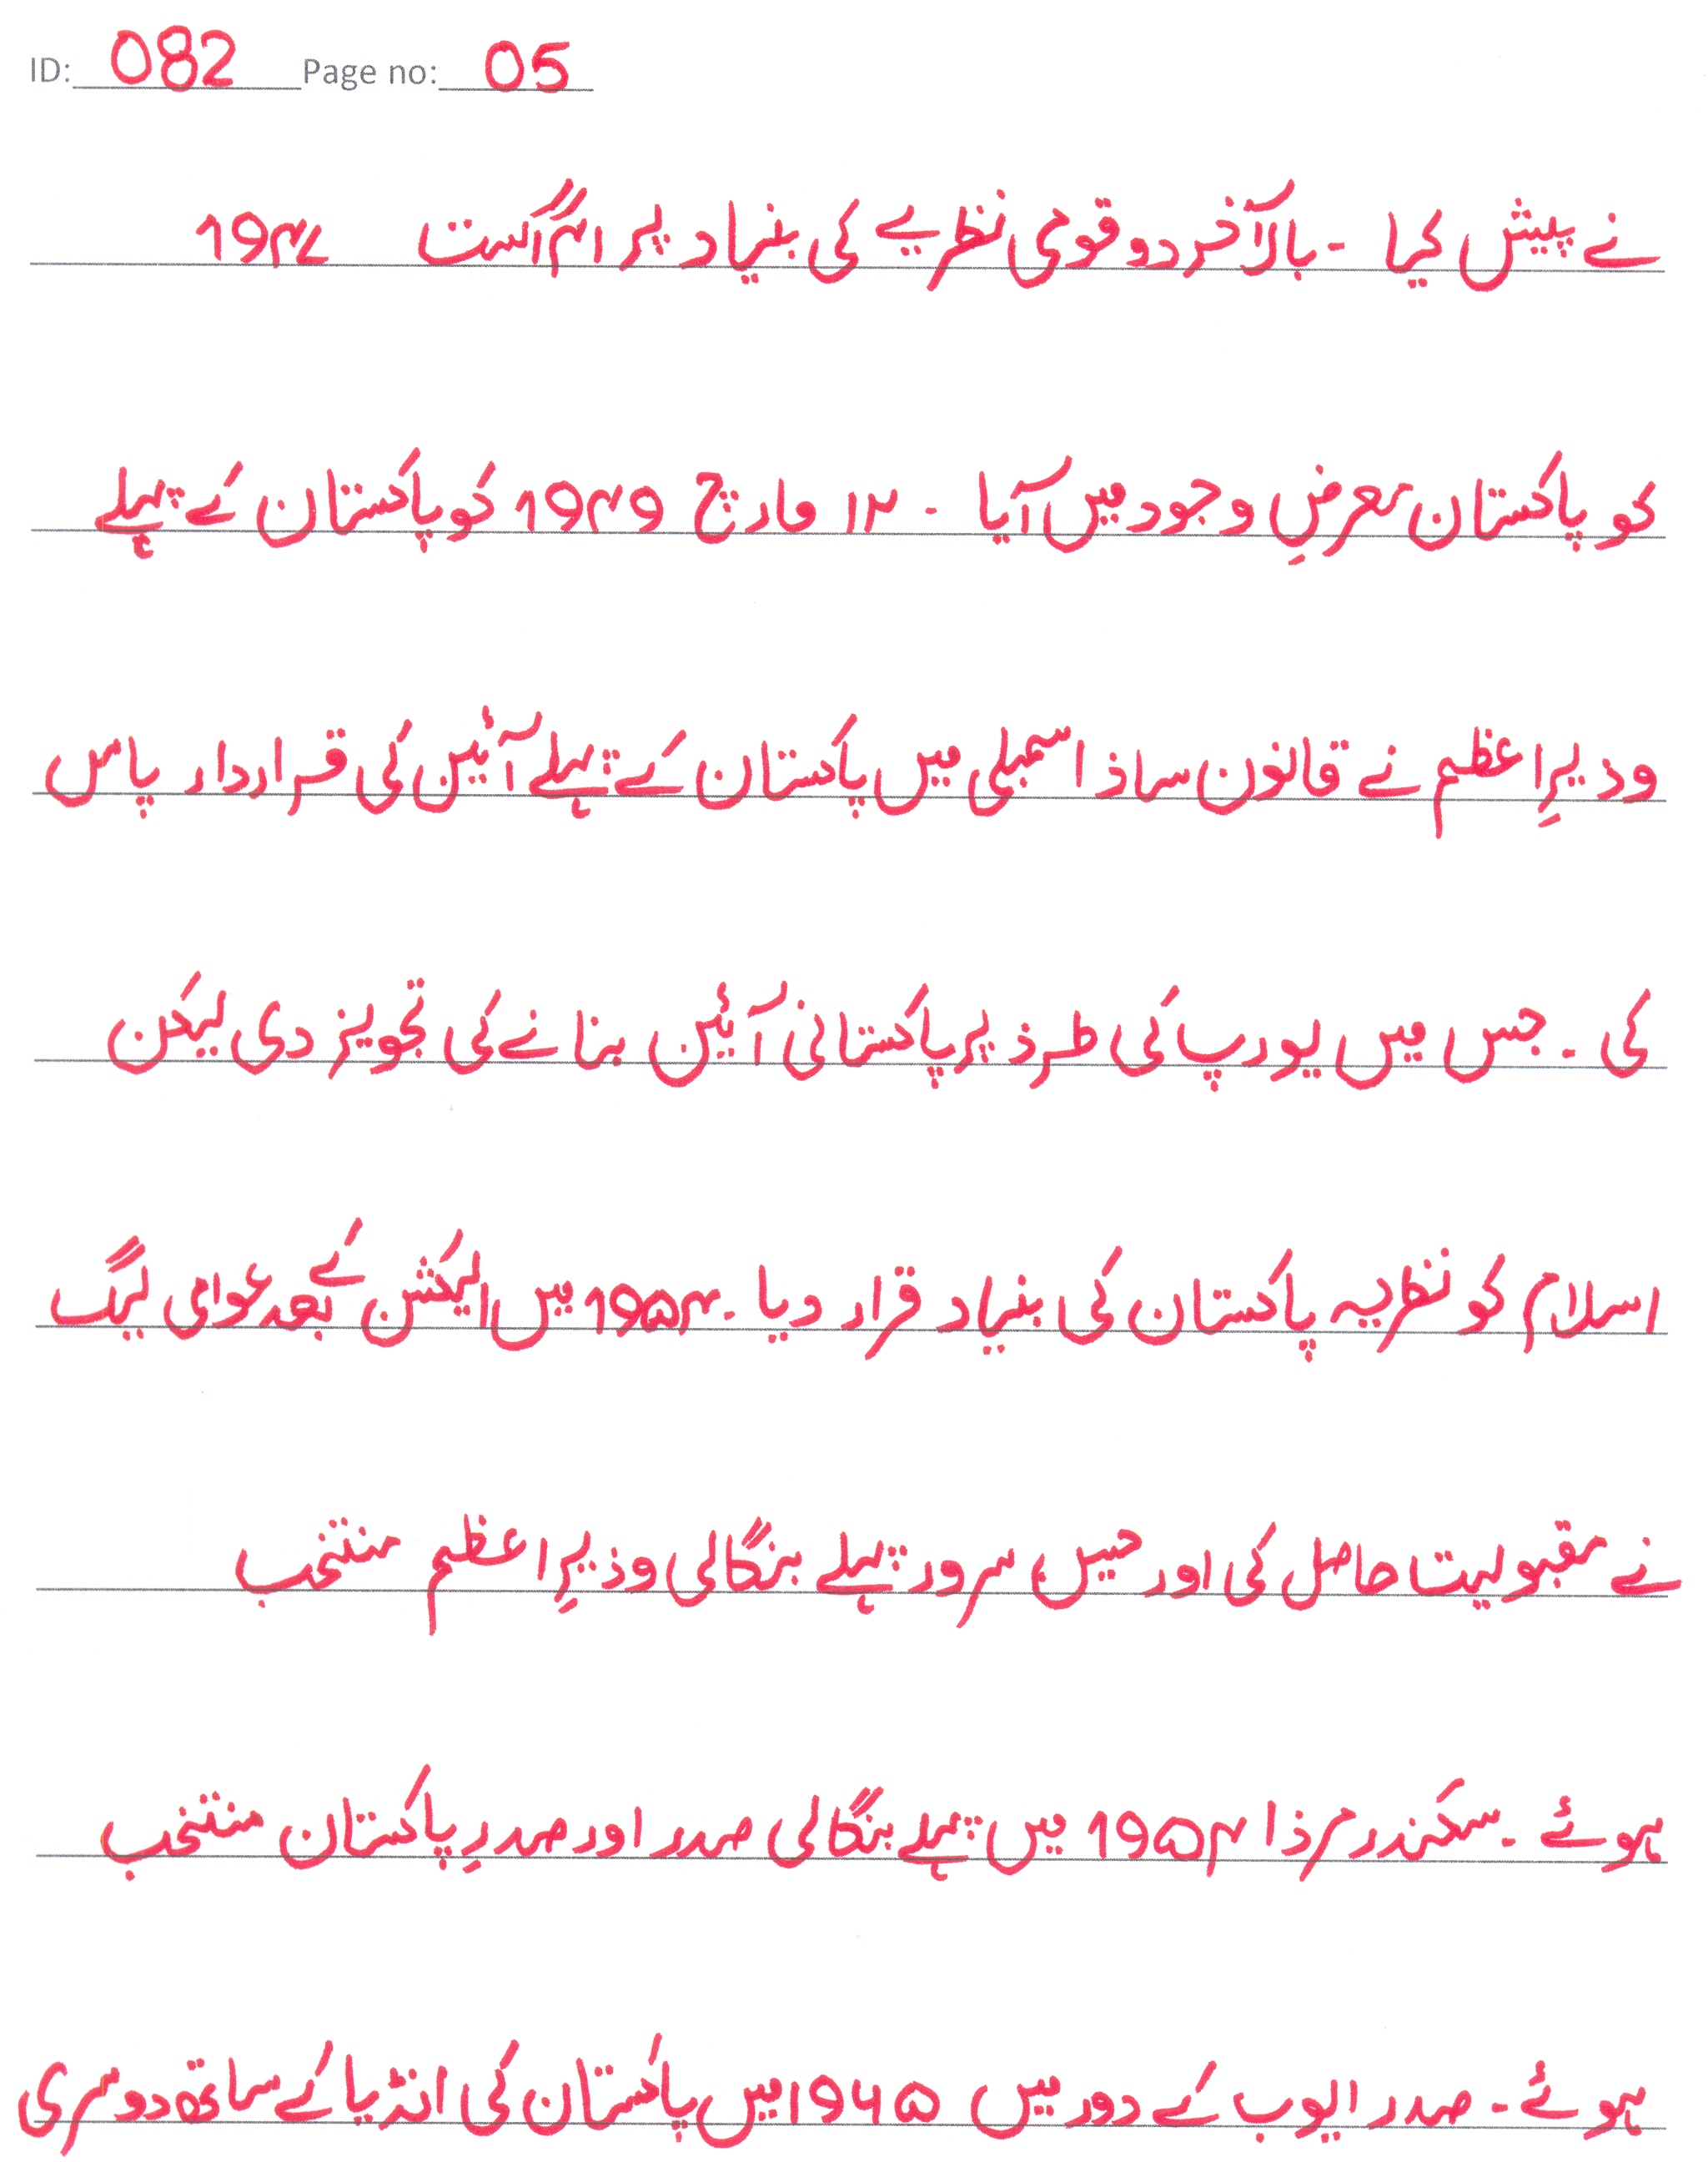 ID: 082 Page no: 05
نے پیش کیا ۔ بالآخر دو قومی نظریے کی بنیاد پر ۱۴ اگست ۱۹۴۷
کو پاکستان معرضِ وجود میں آیا ۔ ۱۲ مارچ ۱۹۴۹ کو پاکستان کے پہلے
وزیرِ اعظم نے قانون ساز اسمبلی میں پاکستان کے پہلے آئین کی قرارداد پاس
کی ۔ جس میں یورپ کی طرز پر پاکستانی آئین بنانے کی تجویز دی لیکن
اسلام کو نظریہ پاکستان کی بنیاد قرار دیا ۔ ۱۹۵۴ میں الیکشن کے بعد عوامی لیگ
نے مقبولیت حاصل کی اور حسین سرور پہلے بنگالی وزیرِ اعظم منتخب
ہوئے ۔ سکندر مرزا ۱۹۵۴ میں پہلے بنگالی صدر اور صدرِ پاکستان منتخب
ہوئے ۔ صدر ایوب کے دور میں ۱۹۶۵ میں پاکستان کی انڈیا کے ساتھ دوسری